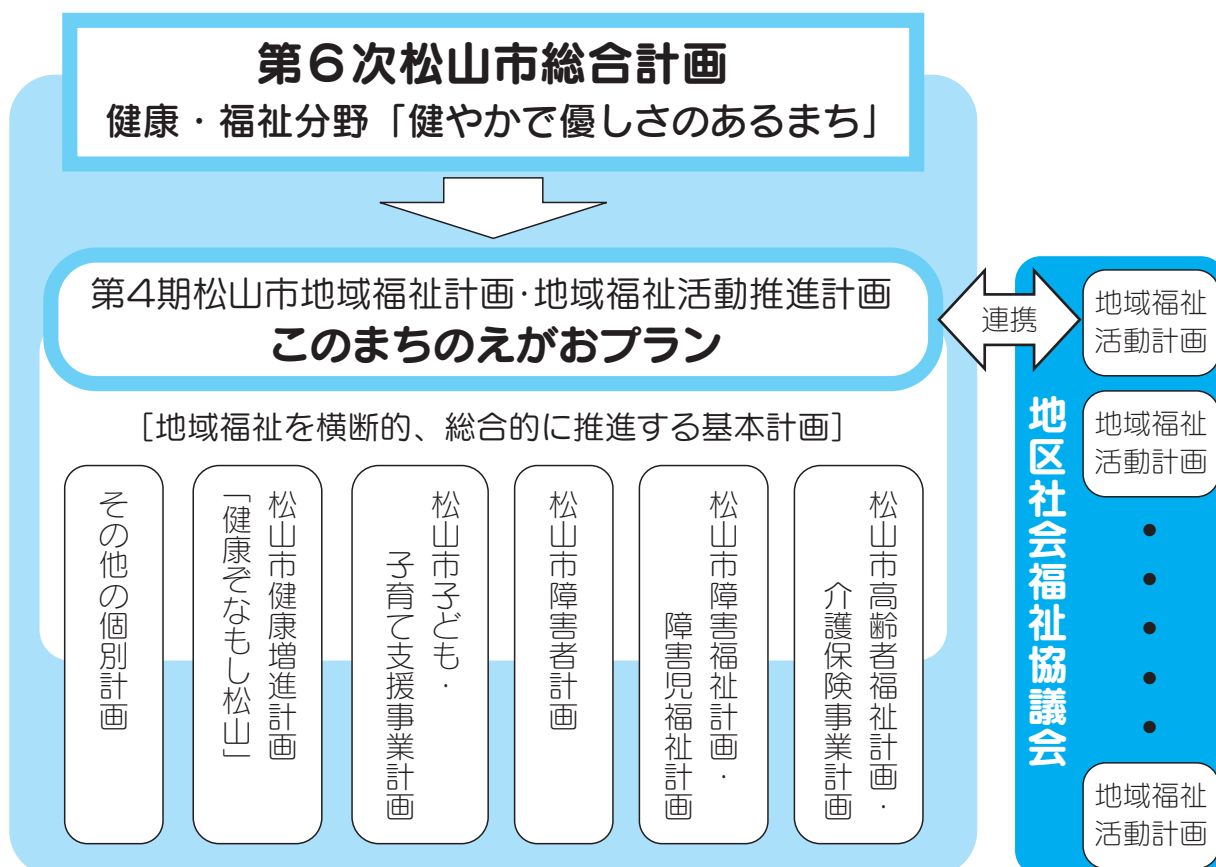 第6次松山市総合計画
健康・福祉分野「健やかで優しさのあるまち」
第4期松山市地域福祉計画・地域福祉活動推進計画
このまちのえがおプラン
［地域福祉を横断的、総合的に推進する基本計画］
松山市高齢者福祉計画・
介護保険事業計画
松山市障害福祉計画・
障害児福祉計画
松山市障害者計画
松山市子ども・
子育て支援事業計画
松山市健康増進計画
「健康ぞなもし松山」
その他の個別計画
連携
地区社会福祉協議会
地域福祉
活動計画
地域福祉
活動計画
地域福祉
活動計画